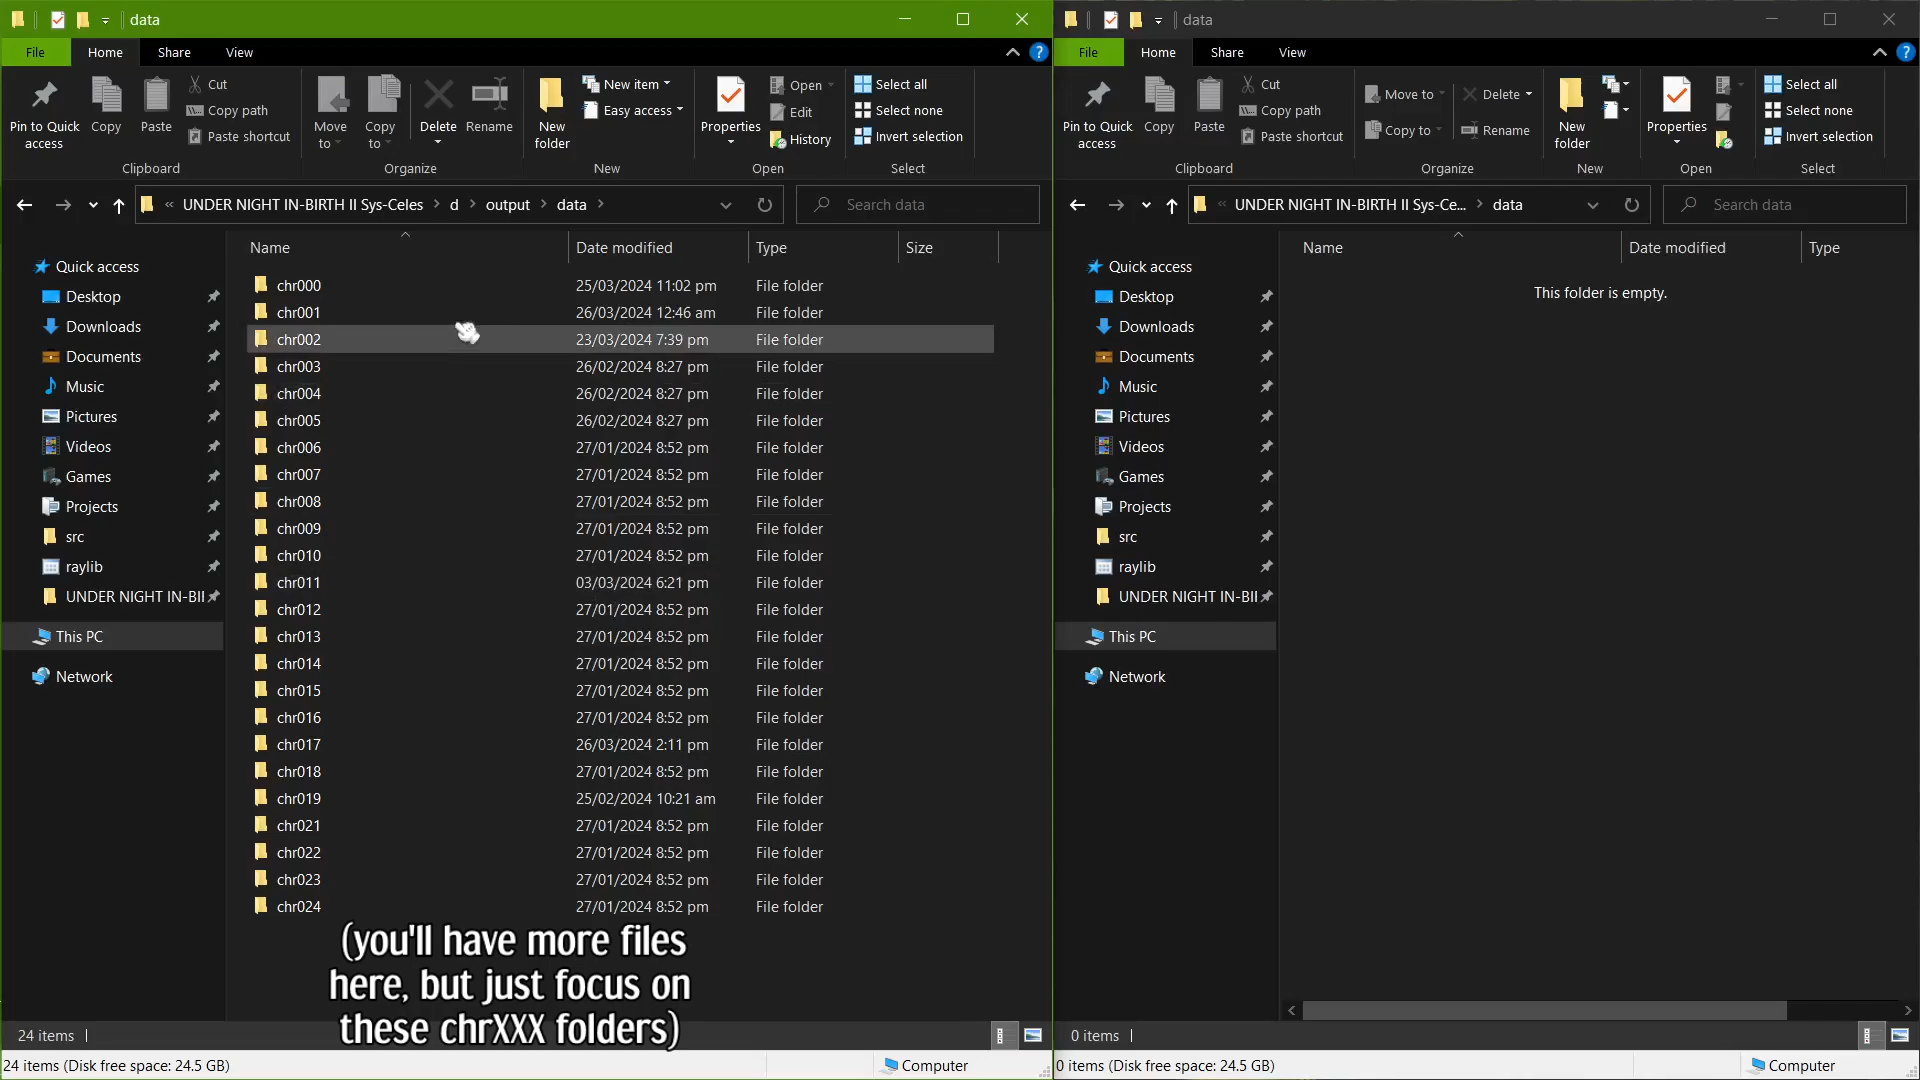 data
File Home Share View
Pin to Quick access
Copy
Paste
Cut
Copy path
Paste shortcut
Clipboard
Move to
Copy to
Delete
Rename
Organize
New folder
New item
Easy access
New
Properties
Open
Edit
History
Open
Select all
Select none
Invert selection
Select
« UNDER NIGHT IN-BIRTH II Sys-Celes > d > output > data >
Search data
Quick access
Desktop
Downloads
Documents
Music
Pictures
Videos
Games
Projects
src
raylib
UNDER NIGHT IN-BII
This PC
Network
Name Date modified Type Size
chr000 25/03/2024 11:02 pm File folder
chr001 26/03/2024 12:46 am File folder
chr002 23/03/2024 7:39 pm File folder
chr003 26/02/2024 8:27 pm File folder
chr004 26/02/2024 8:27 pm File folder
chr005 26/02/2024 8:27 pm File folder
chr006 27/01/2024 8:52 pm File folder
chr007 27/01/2024 8:52 pm File folder
chr008 27/01/2024 8:52 pm File folder
chr009 27/01/2024 8:52 pm File folder
chr010 27/01/2024 8:52 pm File folder
chr011 03/03/2024 6:21 pm File folder
chr012 27/01/2024 8:52 pm File folder
chr013 27/01/2024 8:52 pm File folder
chr014 27/01/2024 8:52 pm File folder
chr015 27/01/2024 8:52 pm File folder
chr016 27/01/2024 8:52 pm File folder
chr017 26/03/2024 2:11 pm File folder
chr018 27/01/2024 8:52 pm File folder
chr019 25/02/2024 10:21 am File folder
chr021 27/01/2024 8:52 pm File folder
chr022 27/01/2024 8:52 pm File folder
chr023 27/01/2024 8:52 pm File folder
chr024 27/01/2024 8:52 pm File folder
(you'll have more files
here, but just focus on
these chrXXX folders)
24 items
24 items (Disk free space: 24.5 GB)
Computer
data
File Home Share View
Pin to Quick access
Copy
Paste
Cut
Copy path
Paste shortcut
Clipboard
Move to
Copy to
Delete
Rename
Organize
New folder
New
Properties
Open
Select all
Select none
Invert selection
Select
« UNDER NIGHT IN-BIRTH II Sys-Ce... > data
Search data
Quick access
Desktop
Downloads
Documents
Music
Pictures
Videos
Games
Projects
src
raylib
UNDER NIGHT IN-BII
This PC
Network
Name Date modified Type
This folder is empty.
0 items
0 items (Disk free space: 24.5 GB)
Computer